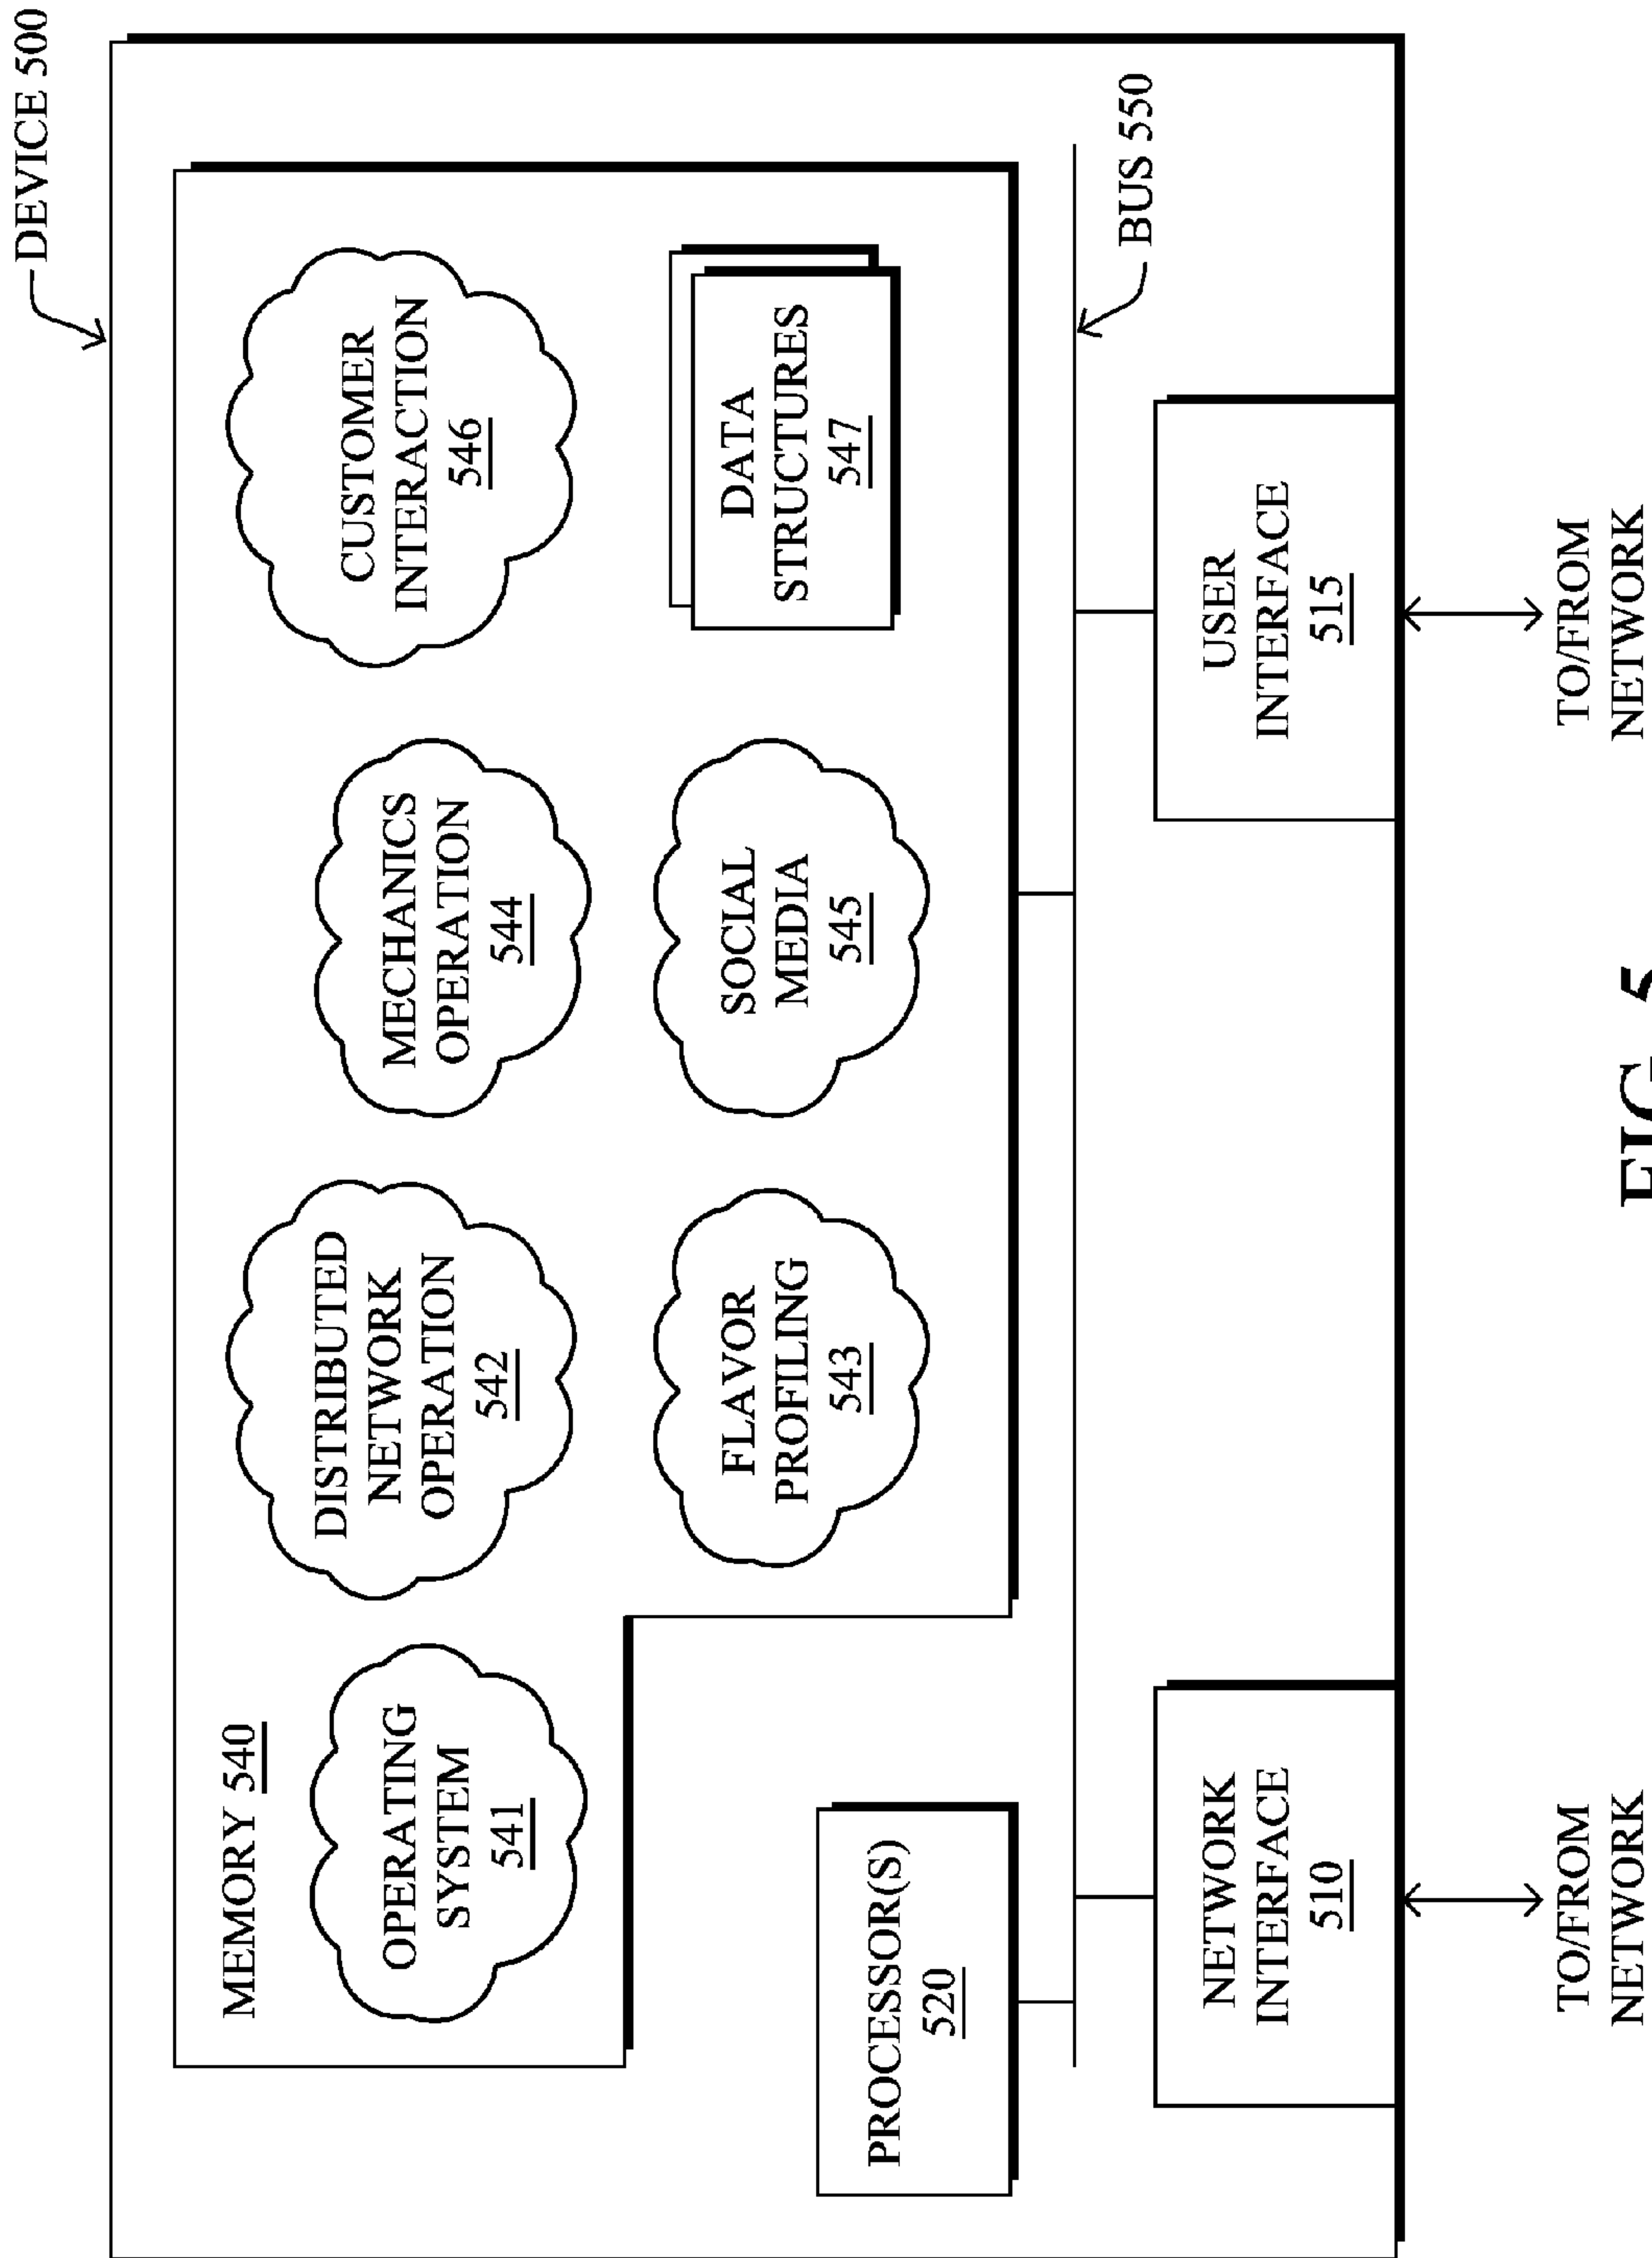 DEVICE 500
MEMORY 540
OPERATING
SYSTEM
541
DISTRIBUTED
NETWORK
OPERATION
542
MECHANICS
OPERATION
544
CUSTOMER
INTERACTION
546
FLAVOR
PROFILING
543
SOCIAL
MEDIA
545
DATA
STRUCTURES
547
PROCESSOR(S)
520
BUS 550
NETWORK
INTERFACE
510
USER
INTERFACE
515
TO/FROM
NETWORK
TO/FROM
NETWORK
FIG. 5